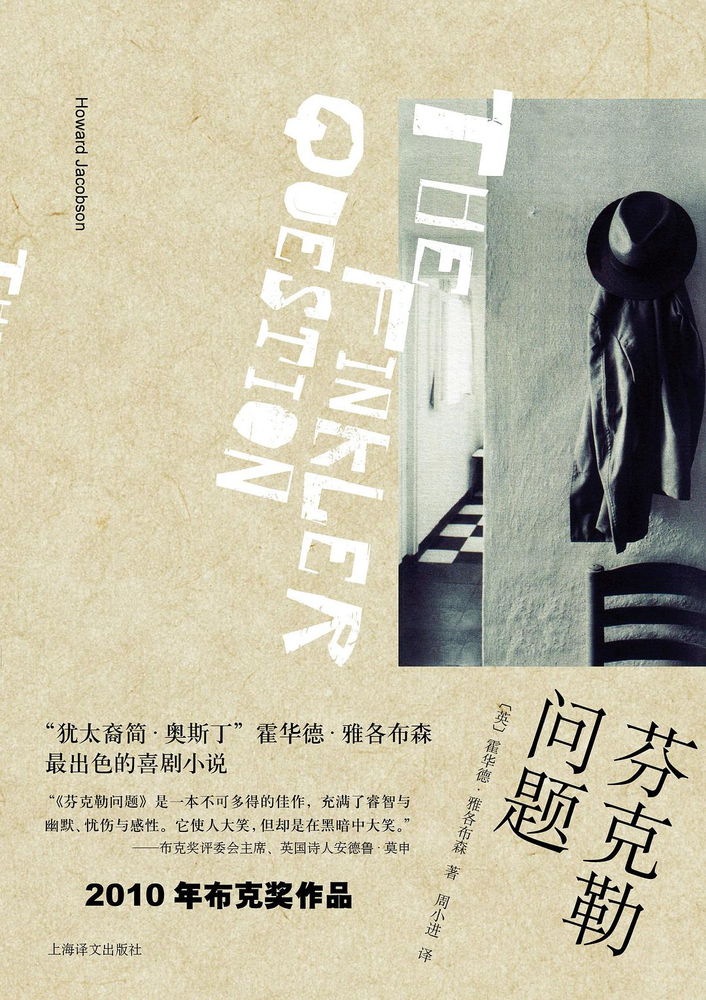 Howard Jacobson
THE
FINKLER
QUESTION
TH
芬克勒
问题
〔英〕霍华德·雅各布森 著 周小进 译
“犹太裔简·奥斯丁”霍华德·雅各布森
最出色的喜剧小说
“《芬克勒问题》是一本不可多得的佳作，充满了睿智与
幽默、忧伤与感性。它使人大笑，但却是在黑暗中大笑。”
——布克奖评委会主席、英国诗人安德鲁·莫申
2010 年布克奖作品
上海译文出版社